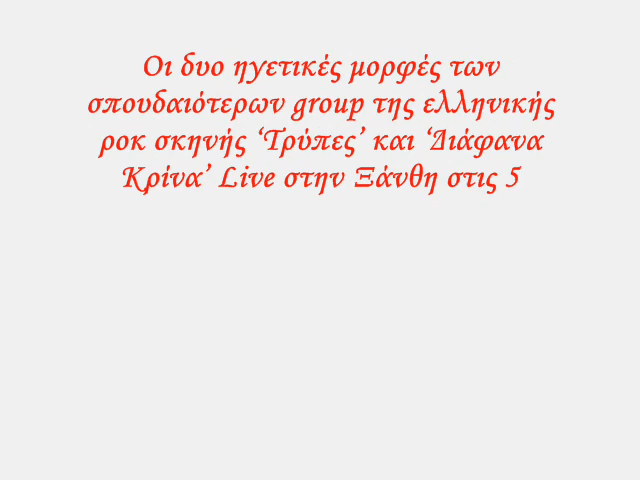 Οι δυο ηγετικές μορφές των
σπουδαιότερων group της ελληνικής
ροκ σκηνής ‘Τρύπες’ και ‘Διάφανα
Κρίνα’ Live στην Ξάνθη στις 5